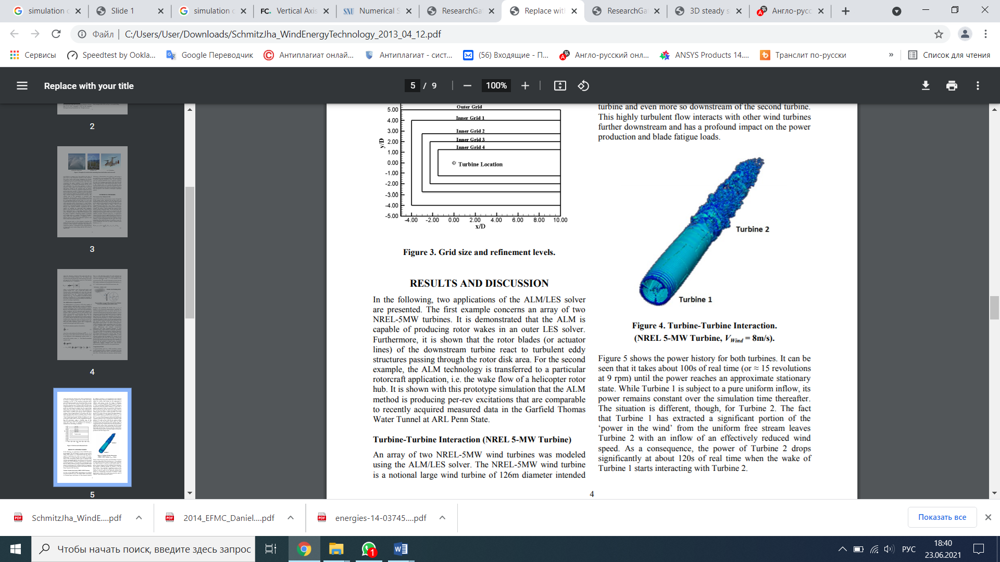 simulation c
Slide 1
simulation c
FC. Vertical Axis
SNU Numerical S
ResearchGa
Replace with
ResearchGa
3D steady s
Англо-русс
Файл | C:/Users/User/Downloads/SchmitzJha_WindEnergyTechnology_2013_04_12.pdf
Сервисы
Speedtest by Ookla...
Google Переводчик
Антиплагиат онлай...
Антиплагиат - сист...
(56) Входящие - П...
Англо-русский онл...
ANSYS Products 14....
Транслит по-русски
»
Список для чтения
Replace with your title
5 / 9
100%
2
3
4
5
Outer Grid
Inner Grid 1
Inner Grid 2
Inner Grid 3
Inner Grid 4
Turbine Location
5.00
4.00
3.00
2.00
1.00
0.00
-1.00
-2.00
-3.00
-4.00
-5.00
y/D
-4.00 -2.00 0.00 2.00 4.00 6.00 8.00 10.00
x/D
Figure 3. Grid size and refinement levels.
RESULTS AND DISCUSSION
In the following, two applications of the ALM/LES solver
are presented. The first example concerns an array of two
NREL-5MW turbines. It is demonstrated that the ALM is
capable of producing rotor wakes in an outer LES solver.
Furthermore, it is shown that the rotor blades (or actuator
lines) of the downstream turbine react to turbulent eddy
structures passing through the rotor disk area. For the second
example, the ALM technology is transferred to a particular
rotorcraft application, i.e. the wake flow of a helicopter rotor
hub. It is shown with this prototype simulation that the ALM
method is producing per-rev excitations that are comparable
to recently acquired measured data in the Garfield Thomas
Water Tunnel at ARL Penn State.
Turbine-Turbine Interaction (NREL 5-MW Turbine)
An array of two NREL-5MW wind turbines was modeled
using the ALM/LES solver. The NREL-5MW wind turbine
is a notional large wind turbine of 126m diameter intended
turbine and even more so downstream of the second turbine.
This highly turbulent flow interacts with other wind turbines
further downstream and has a profound impact on the power
production and blade fatigue loads.
Turbine 2
Turbine 1
Figure 4. Turbine-Turbine Interaction.
(NREL 5-MW Turbine, VWind = 8m/s).
Figure 5 shows the power history for both turbines. It can be
seen that it takes about 100s of real time (or ≈ 15 revolutions
at 9 rpm) until the power reaches an approximate stationary
state. While Turbine 1 is subject to a pure uniform inflow, its
power remains constant over the simulation time thereafter.
The situation is different, though, for Turbine 2. The fact
that Turbine 1 has extracted a significant portion of the
‘power in the wind’ from the uniform free stream leaves
Turbine 2 with an inflow of an effectively reduced wind
speed. As a consequence, the power of Turbine 2 drops
significantly at about 120s of real time when the wake of
Turbine 1 starts interacting with Turbine 2.
4
SchmitzJha_WindE....pdf
2014_EFMC_Daniel....pdf
energies-14-03745....pdf
Показать все
Чтобы начать поиск, введите здесь запрос
1
РУС
18:40
23.06.2021